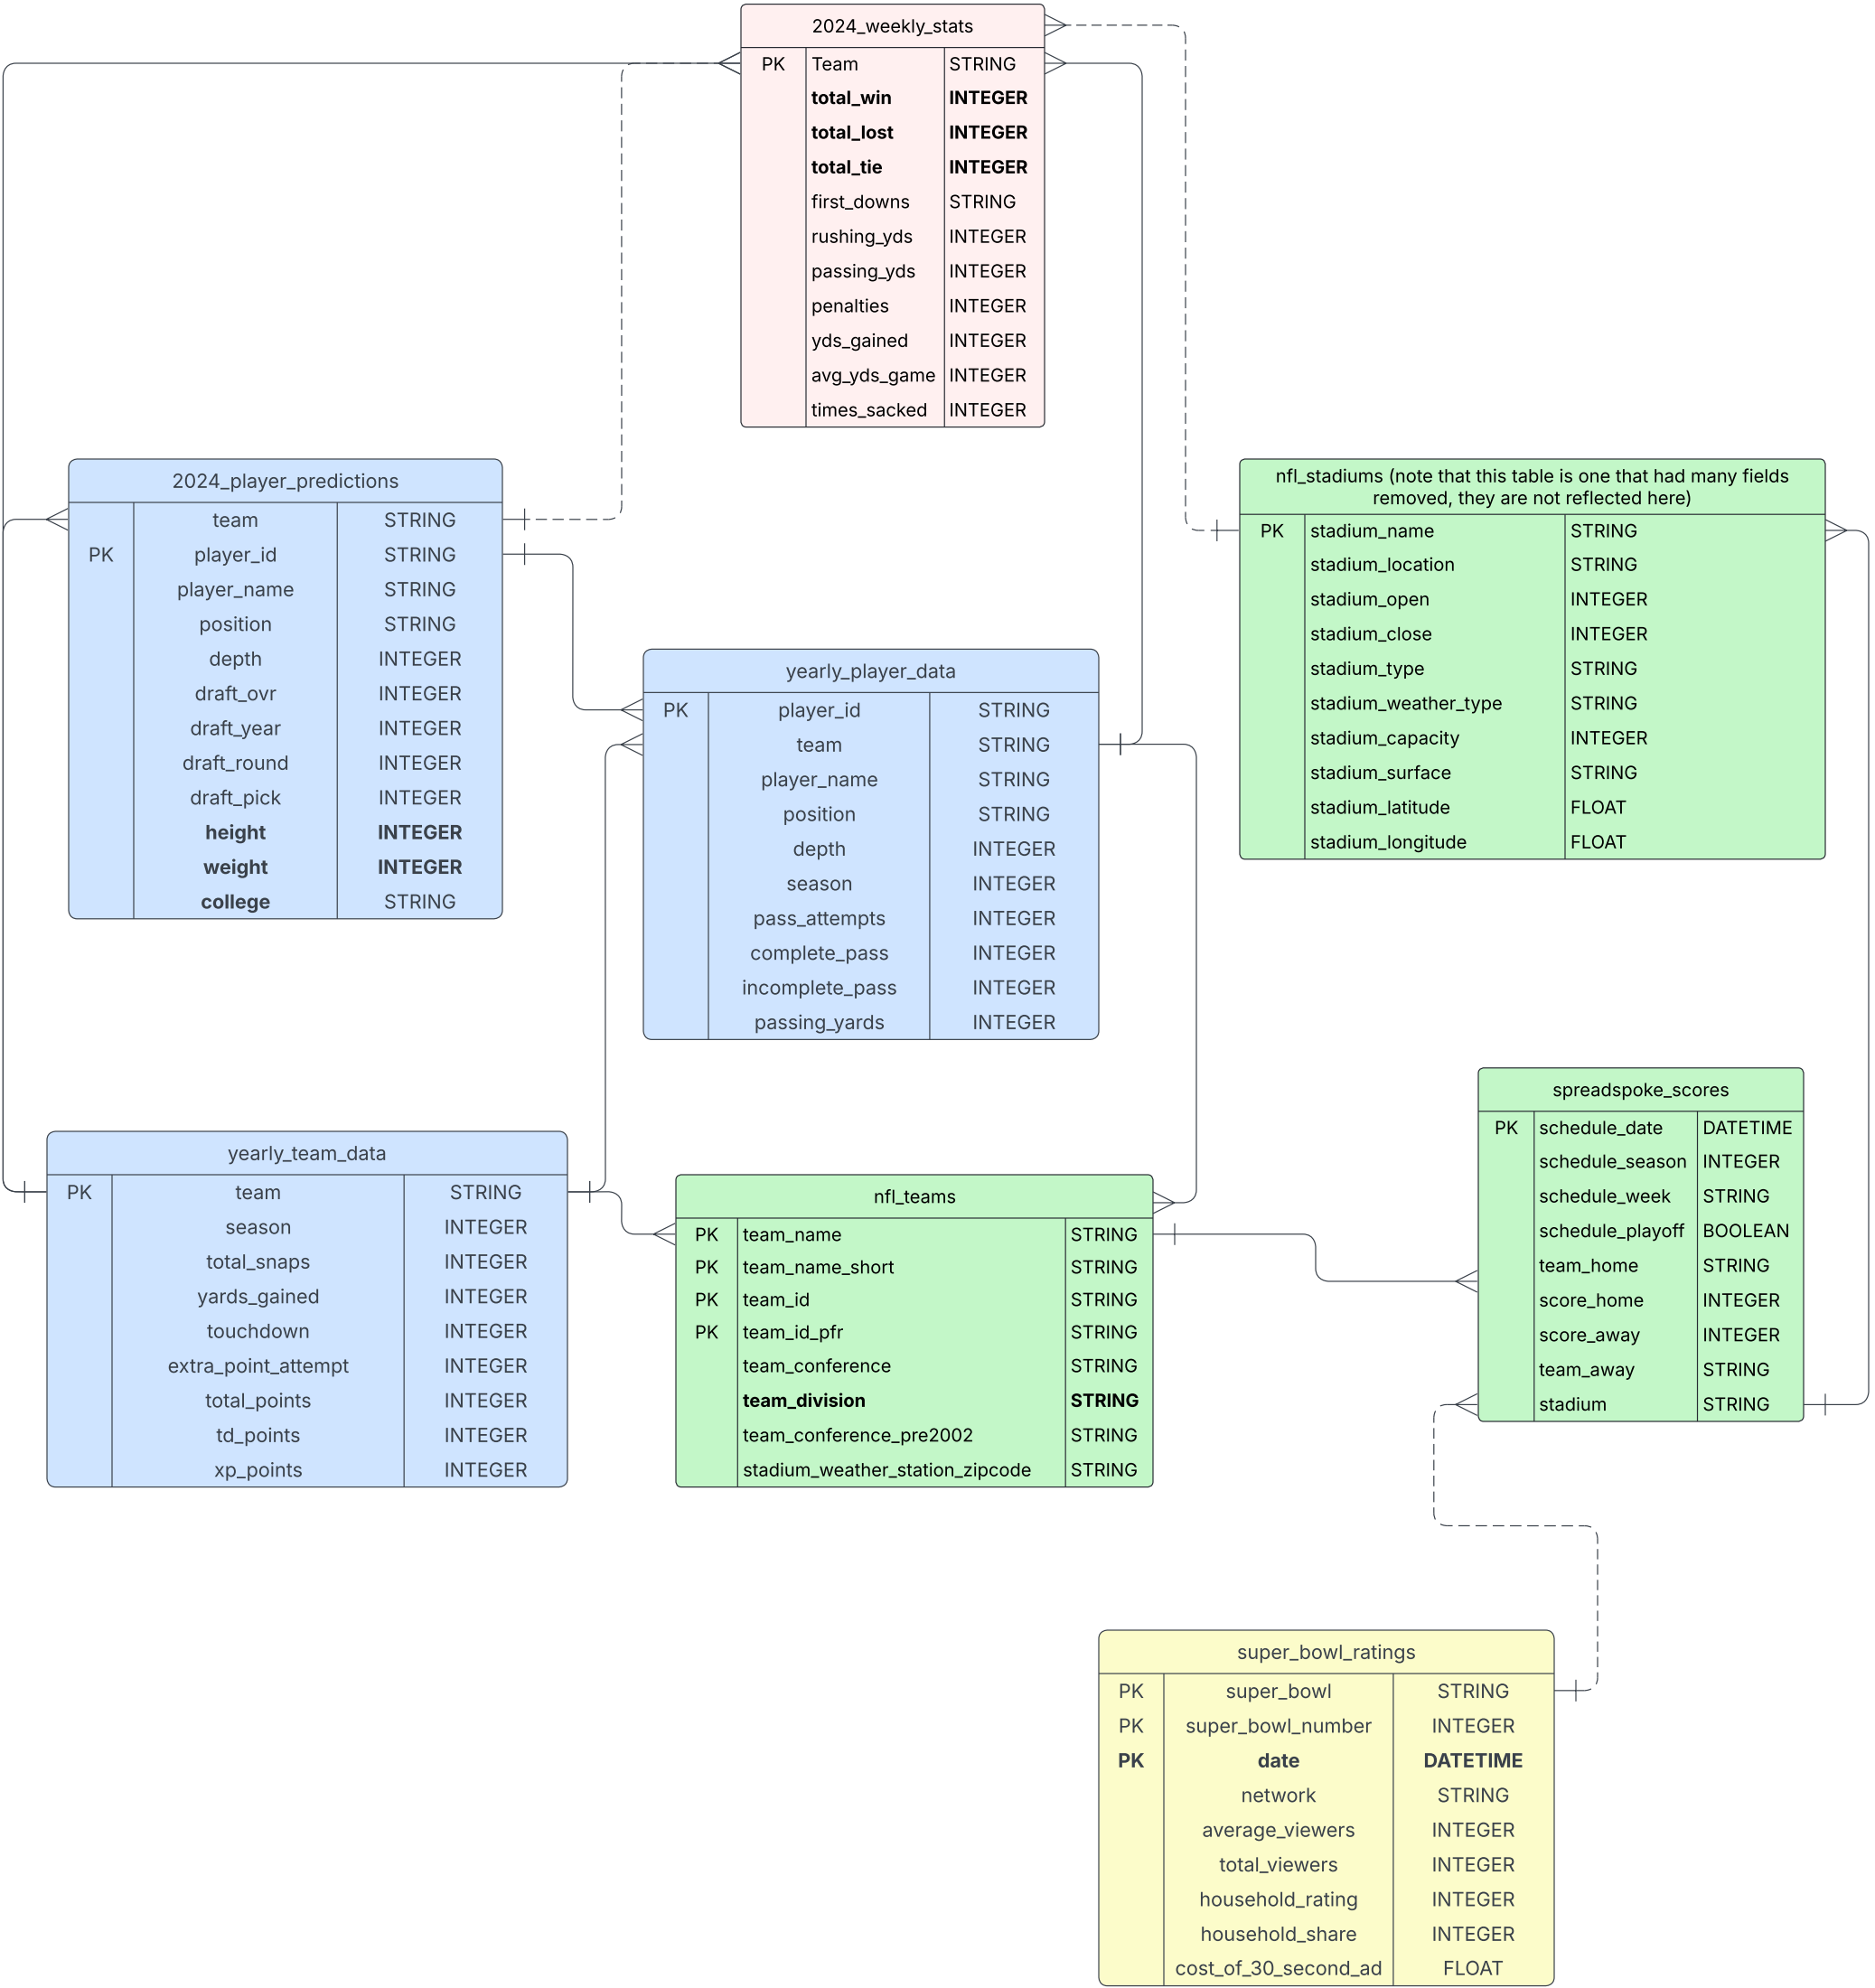 2024_weekly_stats
PK Team STRING
total_win INTEGER
total_lost INTEGER
total_tie INTEGER
first_downs STRING
rushing_yds INTEGER
passing_yds INTEGER
penalties INTEGER
yds_gained INTEGER
avg_yds_game INTEGER
times_sacked INTEGER
2024_player_predictions
team STRING
PK player_id STRING
player_name STRING
position STRING
depth INTEGER
draft_ovr INTEGER
draft_year INTEGER
draft_round INTEGER
draft_pick INTEGER
height INTEGER
weight INTEGER
college STRING
nfl_stadiums (note that this table is one that had many fields
removed, they are not reflected here)
PK stadium_name STRING
stadium_location STRING
stadium_open INTEGER
stadium_close INTEGER
stadium_type STRING
stadium_weather_type STRING
stadium_capacity INTEGER
stadium_surface STRING
stadium_latitude FLOAT
stadium_longitude FLOAT
yearly_player_data
PK player_id STRING
team STRING
player_name STRING
position STRING
depth INTEGER
season INTEGER
pass_attempts INTEGER
complete_pass INTEGER
incomplete_pass INTEGER
passing_yards INTEGER
spreadspoke_scores
PK schedule_date DATETIME
schedule_season INTEGER
schedule_week STRING
schedule_playoff BOOLEAN
team_home STRING
score_home INTEGER
score_away INTEGER
team_away STRING
stadium STRING
yearly_team_data
PK team STRING
season INTEGER
total_snaps INTEGER
yards_gained INTEGER
touchdown INTEGER
extra_point_attempt INTEGER
total_points INTEGER
td_points INTEGER
xp_points INTEGER
nfl_teams
PK team_name STRING
PK team_name_short STRING
PK team_id STRING
PK team_id_pfr STRING
team_conference STRING
team_division STRING
team_conference_pre2002 STRING
stadium_weather_station_zipcode STRING
super_bowl_ratings
PK super_bowl STRING
PK super_bowl_number INTEGER
PK date DATETIME
network STRING
average_viewers INTEGER
total_viewers INTEGER
household_rating INTEGER
household_share INTEGER
cost_of_30_second_ad FLOAT